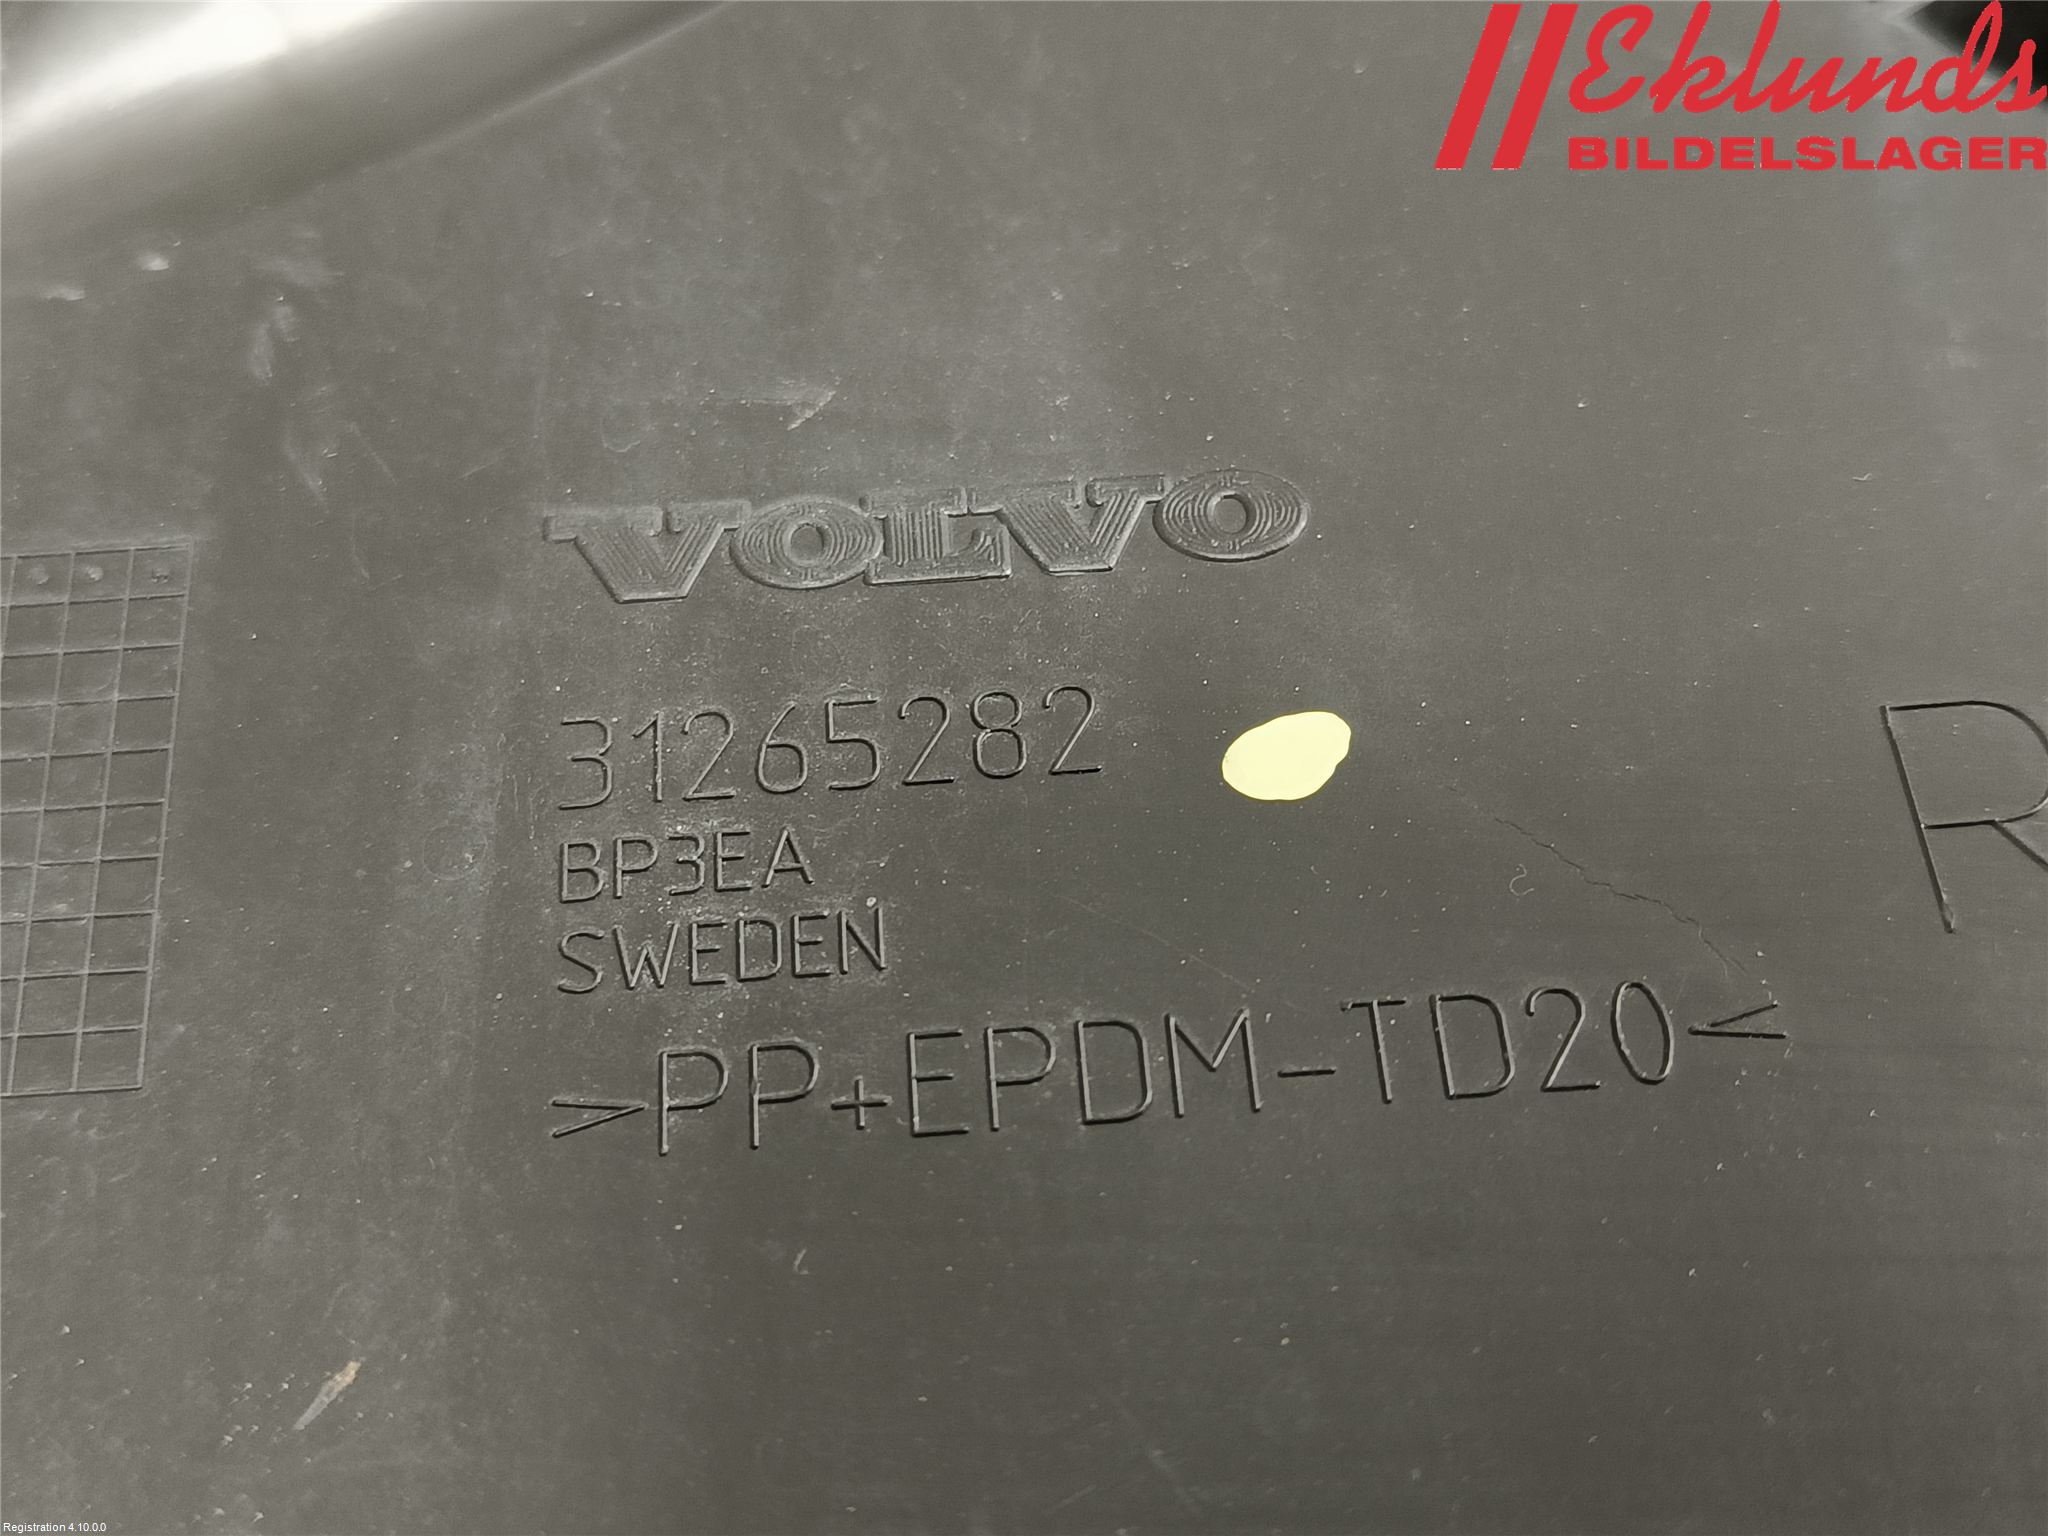 Eklunds
BILDELSLAGER
VOLVO
31265282
BP3EA
SWEDEN
>PP+EPDM-TD20<
R
Registration 4.10.0.0